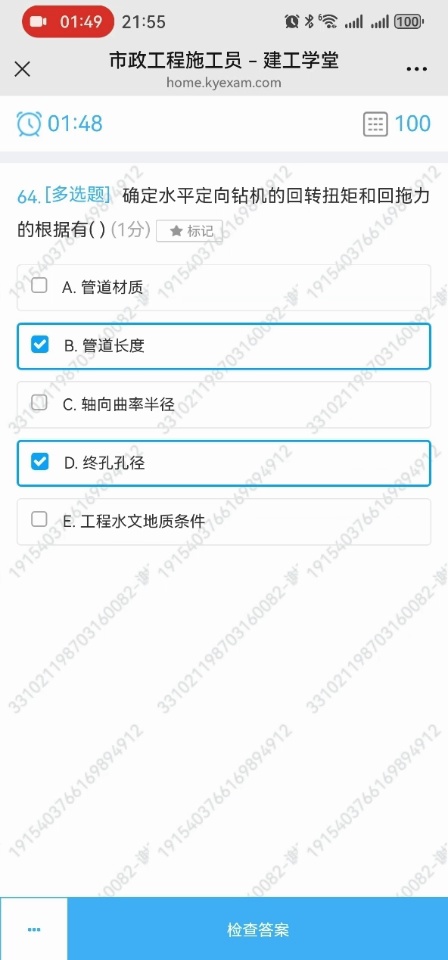 01:49 21:55 100
市政工程施工员 – 建工学堂
home.kyexam.com
01:48 100
64. [多选题] 确定水平定向钻机的回转扭矩和回拖力
的根据有( ) (1分) ★ 标记
A. 管道材质
B. 管道长度
C. 轴向曲率半径
D. 终孔孔径
E. 工程水文地质条件
1915403766169894912
331021198703160082
检查答案